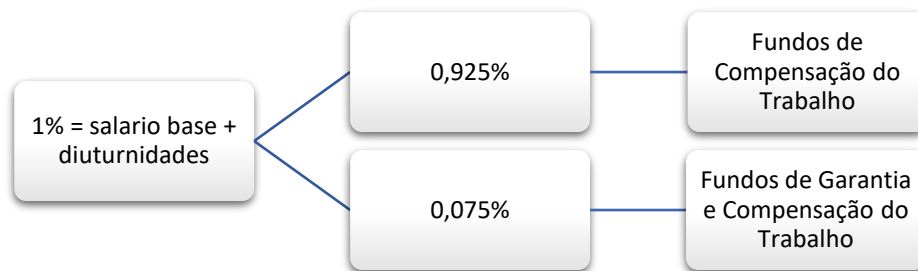 1% = salario base +
diuturnidades
0,925%
Fundos de
Compensação do
Trabalho
0,075%
Fundos de Garantia
e Compensação do
Trabalho